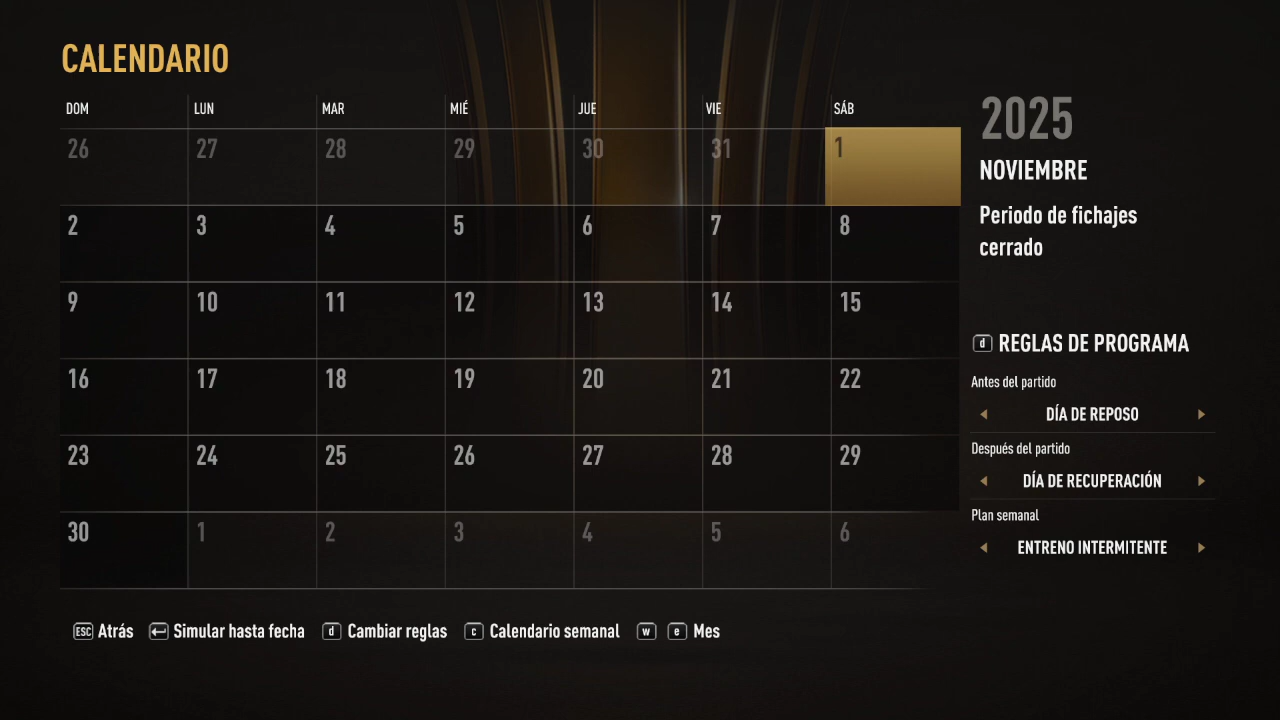 CALENDARIO
DOM LUN MAR MIÉ JUE VIE SÁB
26 27 28 29 30 31 1
2 3 4 5 6 7 8
9 10 11 12 13 14 15
16 17 18 19 20 21 22
23 24 25 26 27 28 29
30 1 2 3 4 5 6
2025
NOVIEMBRE
Periodo de fichajes
cerrado
d REGLAS DE PROGRAMA
Antes del partido
DÍA DE REPOSO
Después del partido
DÍA DE RECUPERACIÓN
Plan semanal
ENTRENO INTERMITENTE
ESC Atrás Simular hasta fecha d Cambiar reglas c Calendario semanal w e Mes